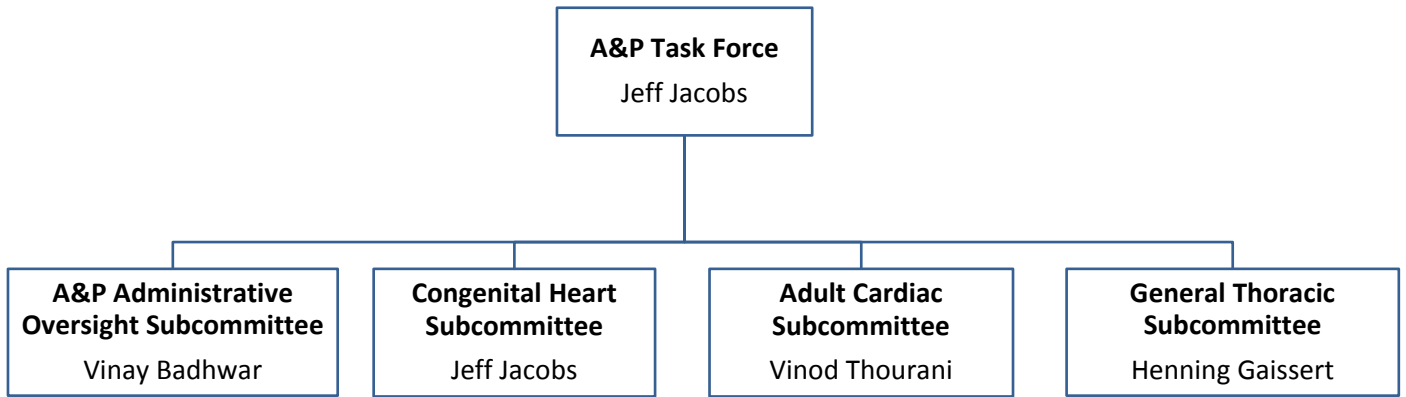 A&P Task Force
Jeff Jacobs
A&P Administrative
Oversight Subcommittee
Vinay Badhwar
Congenital Heart
Subcommittee
Jeff Jacobs
Adult Cardiac
Subcommittee
Vinod Thourani
General Thoracic
Subcommittee
Henning Gaissert